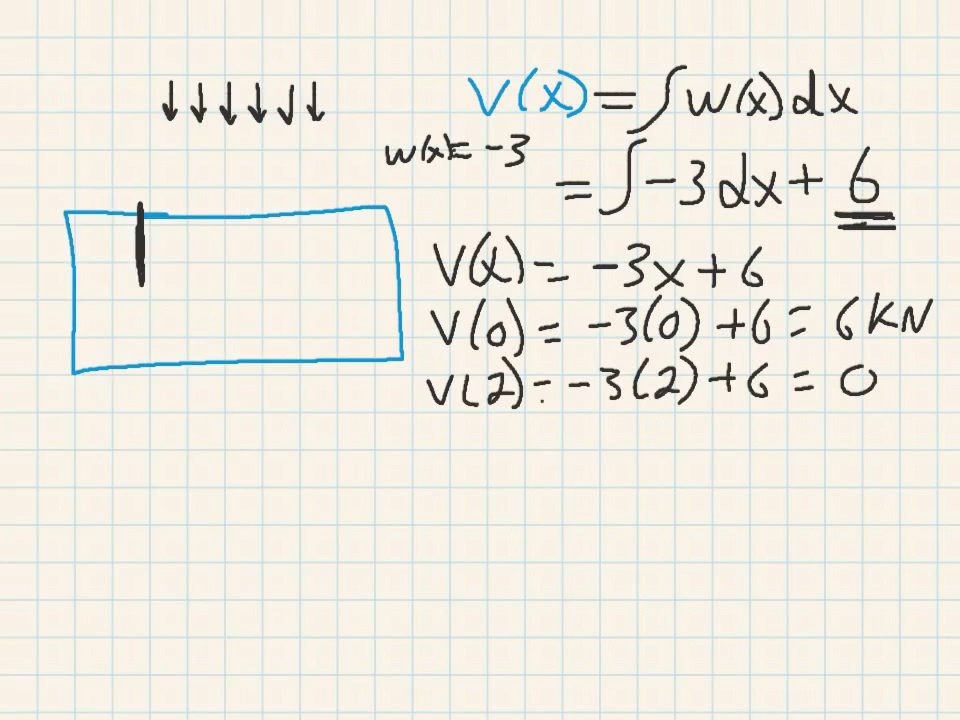 V(x) = ∫ w(x) dx
w(x) = -3
= ∫ -3 dx + 6
V(x) = -3x + 6
V(0) = -3(0) + 6 = 6 KN
V(2) = -3(2) + 6 = 0